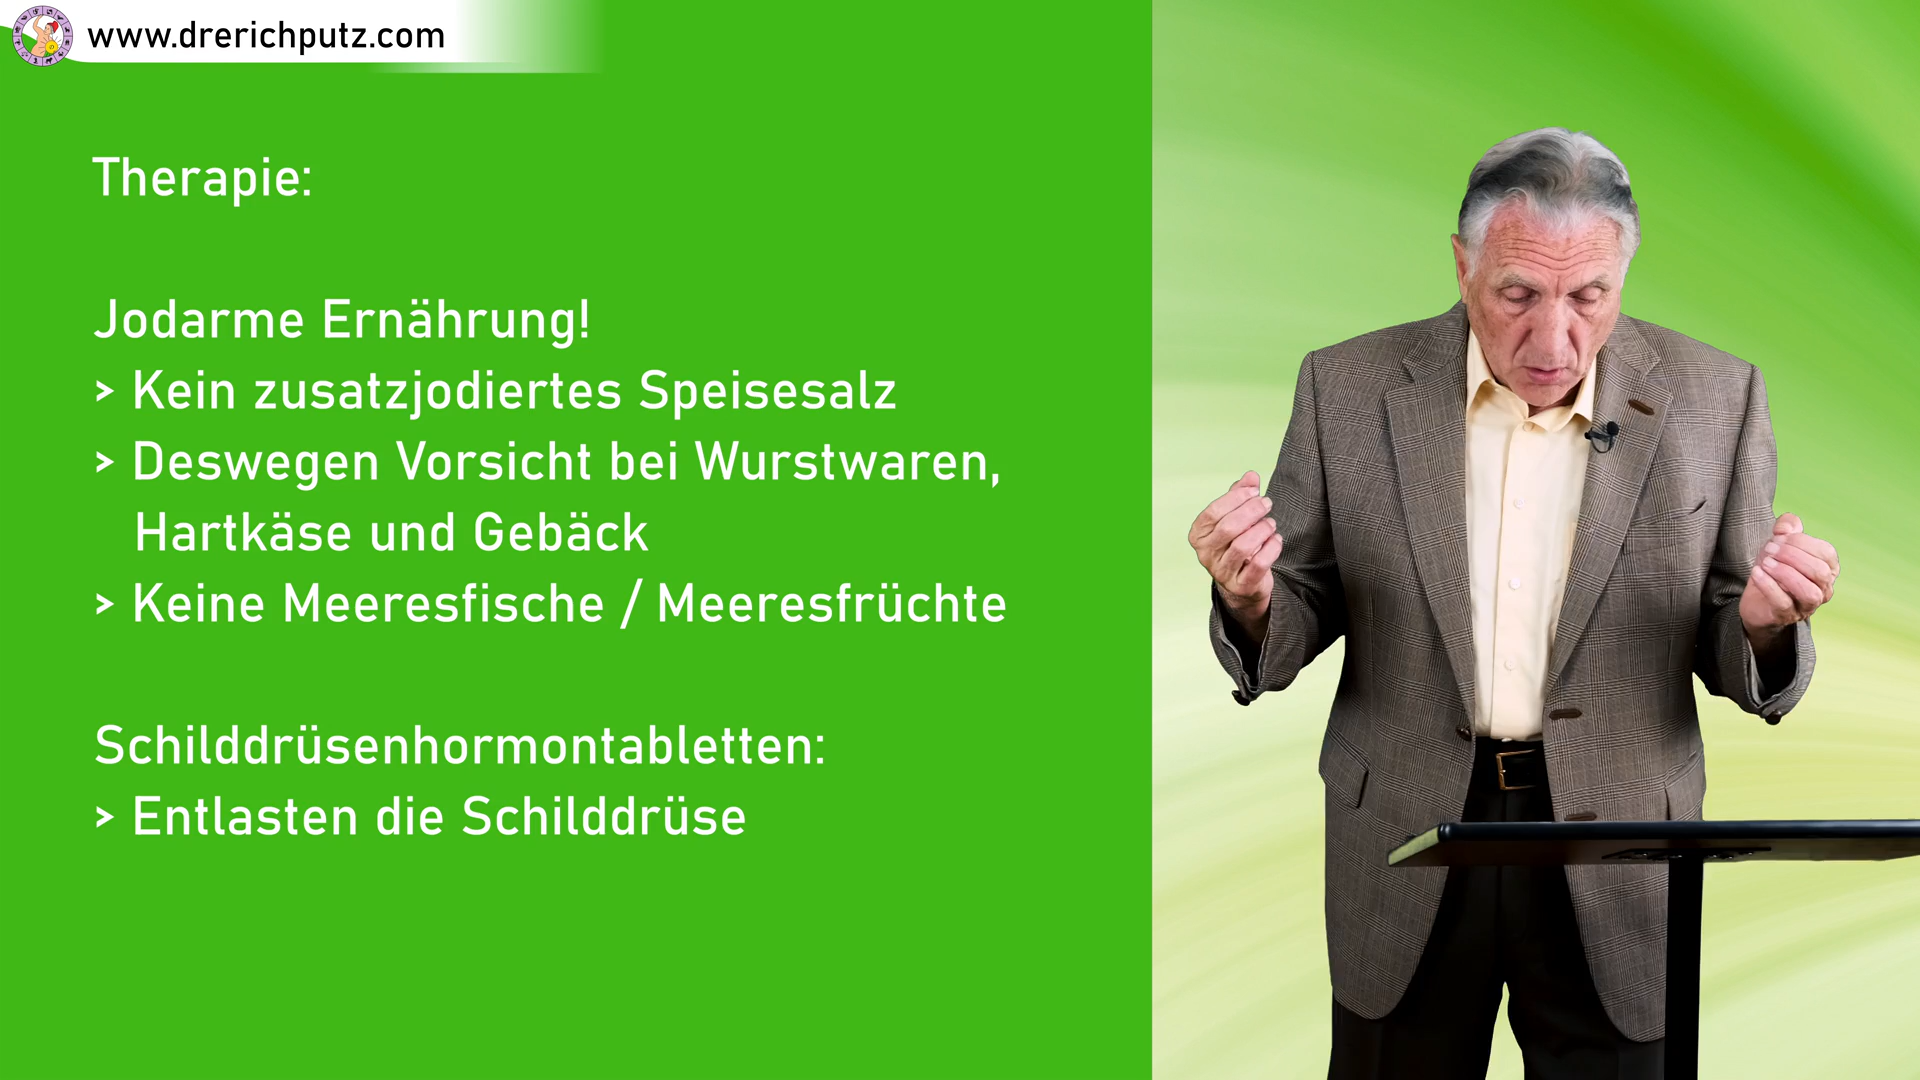 www.drerichputz.com
Therapie:
Jodarme Ernährung!
> Kein zusatzjodiertes Speisesalz
> Deswegen Vorsicht bei Wurstwaren,
Hartkäse und Gebäck
> Keine Meeresfische / Meeresfrüchte
Schilddrüsenhormontabletten:
> Entlasten die Schilddrüse